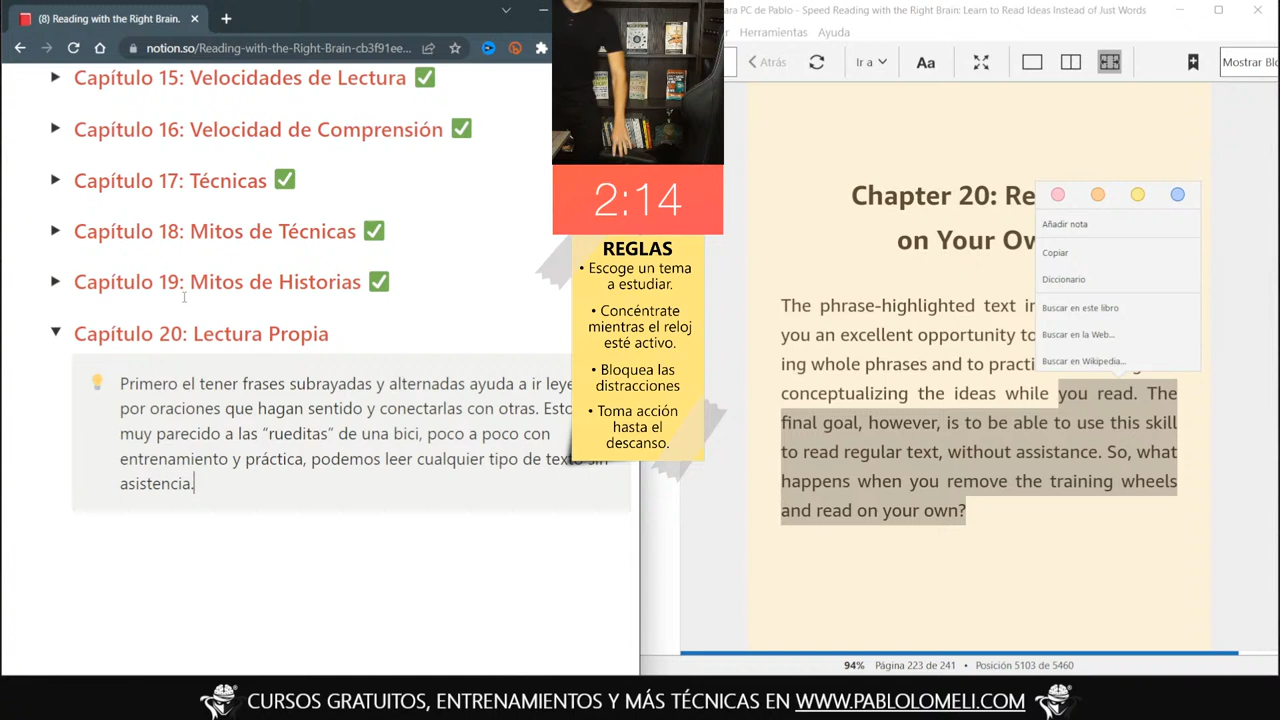 (8) Reading with the Right Brain.
notion.so/Reading-with-the-Right-Brain-cb3f91ee...
Capítulo 15: Velocidades de Lectura ✅
Capítulo 16: Velocidad de Comprensión ✅
Capítulo 17: Técnicas ✅
Capítulo 18: Mitos de Técnicas ✅
Capítulo 19: Mitos de Historias ✅
Capítulo 20: Lectura Propia
Primero el tener frases subrayadas y alternadas ayuda a ir leye
por oraciones que hagan sentido y conectarlas con otras. Esto
muy parecido a las “rueditas” de una bici, poco a poco con
entrenamiento y práctica, podemos leer cualquier tipo de texto sin
asistencia.
2:14
REGLAS
• Escoge un tema
a estudiar.
• Concéntrate
mientras el reloj
esté activo.
• Bloquea las
distracciones
• Toma acción
hasta el
descanso.
ara PC de Pablo - Speed Reading with the Right Brain: Learn to Read Ideas Instead of Just Words
Herramientas Ayuda
Atrás
Ir a
Aa
Mostrar Blo
Chapter 20: Re
on Your Ow
Añadir nota
Copiar
Diccionario
Buscar en este libro
Buscar en la Web...
Buscar en Wikipedia...
The phrase-highlighted text in
you an excellent opportunity to
ing whole phrases and to practi
conceptualizing the ideas while you read. The
final goal, however, is to be able to use this skill
to read regular text, without assistance. So, what
happens when you remove the training wheels
and read on your own?
94% Página 223 de 241 • Posición 5103 de 5460
CURSOS GRATUITOS, ENTRENAMIENTOS Y MÁS TÉCNICAS EN WWW.PABLOLOMELI.COM